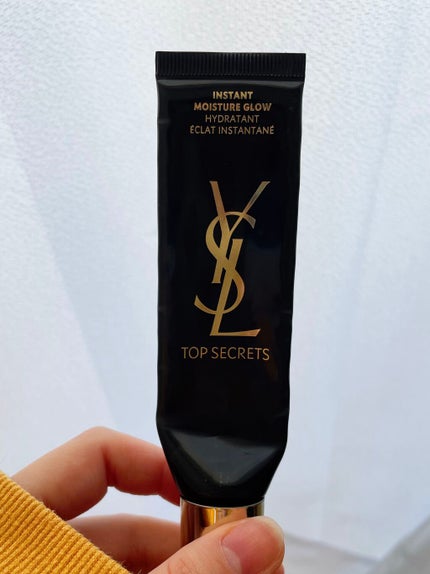 INSTANT
MOISTURE GLOW
HYDRATANT
ÉCLAT INSTANTANÉ
YSL
TOP SECRETS